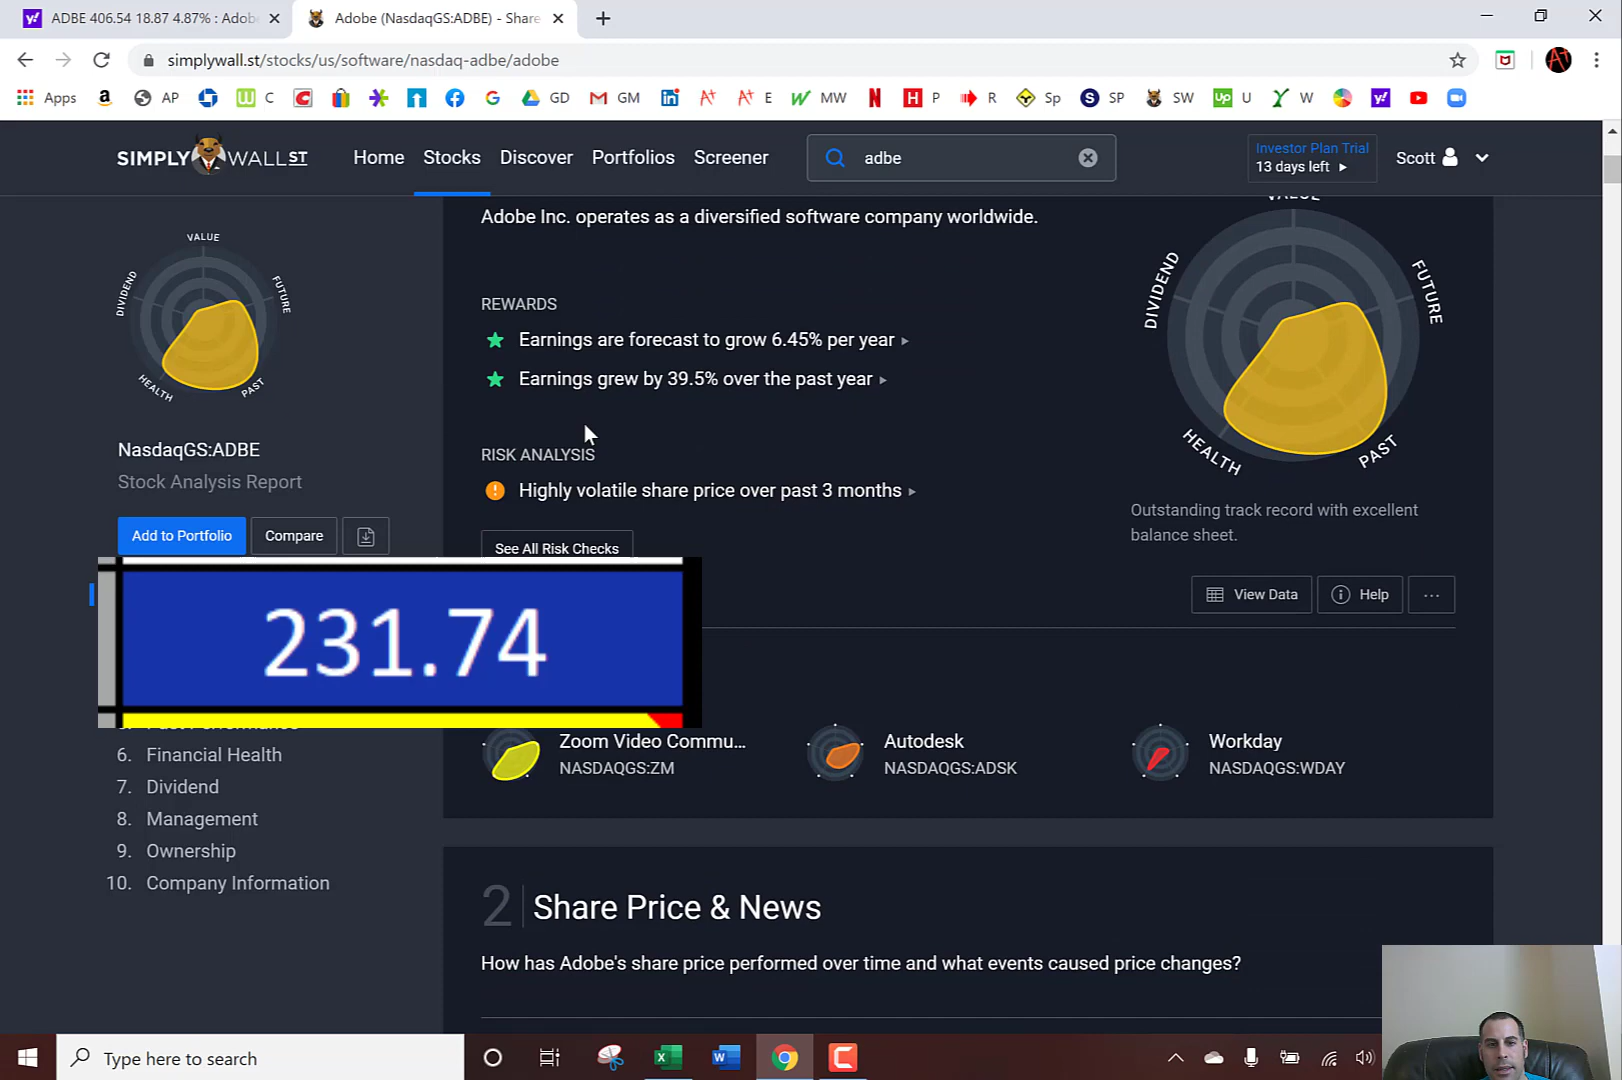 ADBE 406.54 18.87 4.87% : Adob
Adobe (NasdaqGS:ADBE) - Share
simplywall.st/stocks/us/software/nasdaq-adbe/adobe
Apps
AP
C
P
GD
GM
E
MW
P
R
Sp
SP
SW
U
W
SIMPLY WALL ST
Home
Stocks
Discover
Portfolios
Screener
adbe
Investor Plan Trial
13 days left
Scott
VALUE
FUTURE
PAST
HEALTH
DIVIDEND
NasdaqGS:ADBE
Stock Analysis Report
Add to Portfolio
Compare
231.74
6. Financial Health
7. Dividend
8. Management
9. Ownership
10. Company Information
Adobe Inc. operates as a diversified software company worldwide.
REWARDS
Earnings are forecast to grow 6.45% per year
Earnings grew by 39.5% over the past year
RISK ANALYSIS
Highly volatile share price over past 3 months
See All Risk Checks
VALUE
FUTURE
PAST
HEALTH
DIVIDEND
Outstanding track record with excellent
balance sheet.
View Data
Help
Zoom Video Commu...
NASDAQGS:ZM
Autodesk
NASDAQGS:ADSK
Workday
NASDAQGS:WDAY
2 Share Price & News
How has Adobe's share price performed over time and what events caused price changes?
Type here to search